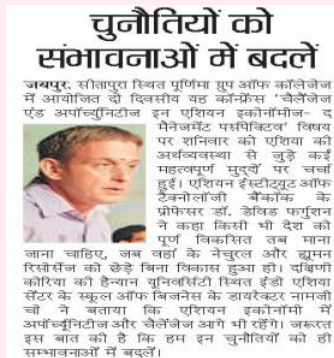 चुनौतियों को
संभावनाओं में बदलें
जयपुर. सीतापुरा स्थित पूर्णिमा ग्रुप ऑफ कॉलेजेज
में आयोजित दो दिवसीय यह कॉन्फ्रेंस 'चैलेंजेज
एंड अपॉर्च्युनिटीज इन एशियन इकोनॉमीज- द
मैनेजमेंट पर्सपेक्टिव' विषय
पर शनिवार को एशिया की
अर्थव्यवस्था से जुड़े कई
महत्वपूर्ण मुद्दों पर चर्चा
हुई। एशियन ईंस्टीट्यूट ऑफ
टैक्नोलॉजी बैंकॉक के
प्रोफेसर डॉ. डेविड फर्गुशन
ने कहा किसी भी देश को
पूर्ण विकसित तब माना
जाना चाहिए, जब वहां के नेचुरल और ह्यूमन
रिसोर्सेज को छेड़े बिना विकास हुआ हो। दक्षिणी
कोरिया की हैन्यान यूनिवर्सिटी स्थित इंडो एशिया
सेंटर के स्कूल ऑफ बिजनेस के डायरेक्टर नामजी
चो ने बताया कि एशियन इकोनॉमी में
अपॉर्च्युनिटीज और चैलेंजेज आगे भी रहेंगे। जरूरत
इस बात की है कि हम इन चुनौतियों को ही
सम्भावनाओं में बदलें।